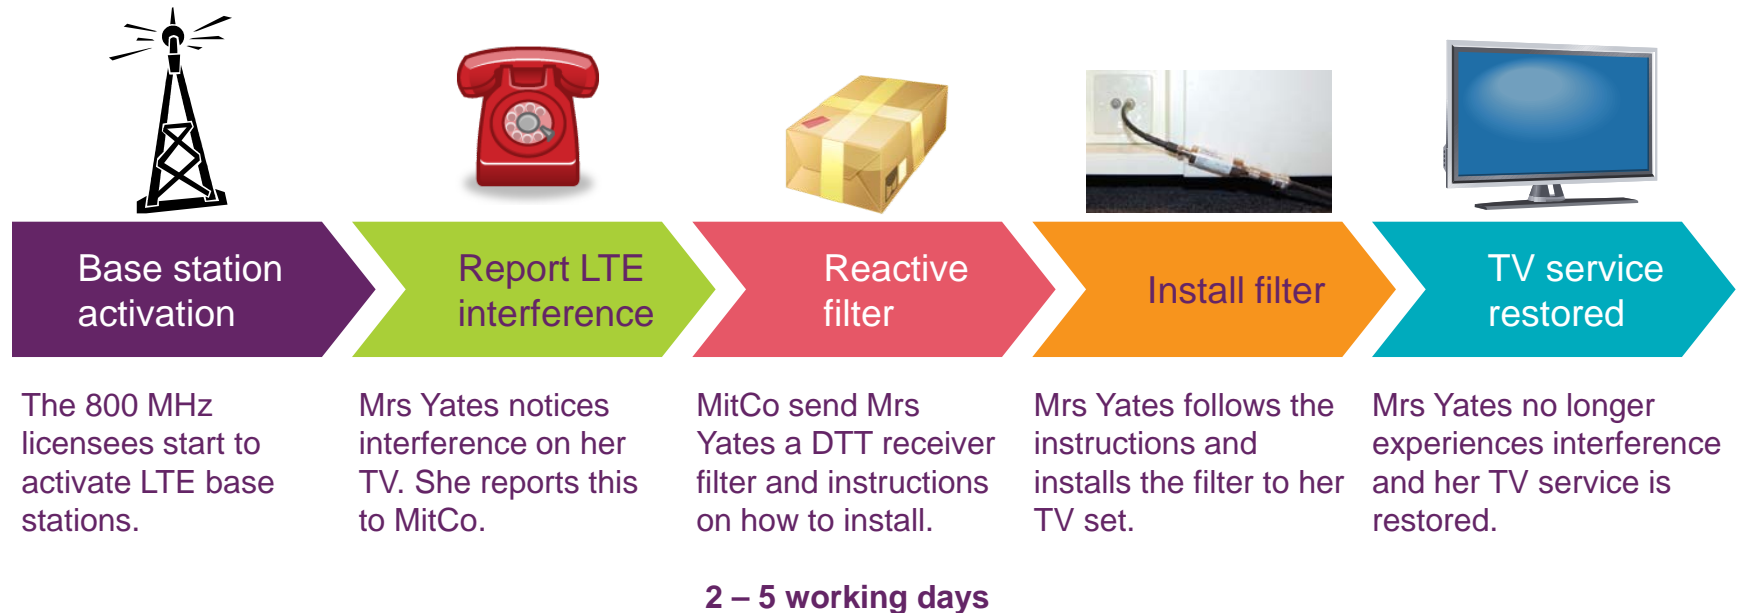 Base station
activation
Report LTE
interference
Reactive
filter
Install filter
TV service
restored
The 800 MHz
licensees start to
activate LTE base
stations.
Mrs Yates notices
interference on her
TV. She reports this
to MitCo.
MitCo send Mrs
Yates a DTT receiver
filter and instructions
on how to install.
Mrs Yates follows the
instructions and
installs the filter to her
TV set.
Mrs Yates no longer
experiences interference
and her TV service is
restored.
2 – 5 working days